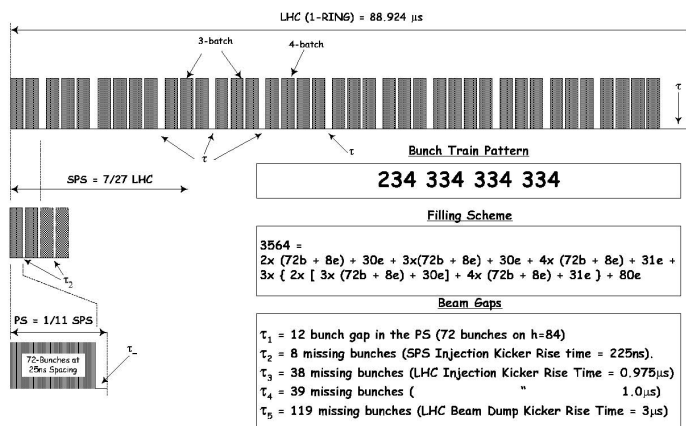 LHC (1-RING) = 88.924 µs
3-batch
4-batch
τ
τ
τ
Bunch Train Pattern
234 334 334 334
SPS = 7/27 LHC
Filling Scheme
3564 =
2x (72b + 8e) + 30e + 3x(72b + 8e) + 30e + 4x (72b + 8e) + 31e +
3x { 2x [ 3x (72b + 8e) + 30e] + 4x (72b + 8e) + 31e } + 80e
τ2
Beam Gaps
PS = 1/11 SPS
τ1 = 12 bunch gap in the PS (72 bunches on h=84)
τ2 = 8 missing bunches (SPS Injection Kicker Rise time = 225ns).
τ3 = 38 missing bunches (LHC Injection Kicker Rise Time = 0.975µs)
τ4 = 39 missing bunches ( " 1.0µs)
τ5 = 119 missing bunches (LHC Beam Dump Kicker Rise Time = 3µs)
τ
72-Bunches at
25ns Spacing